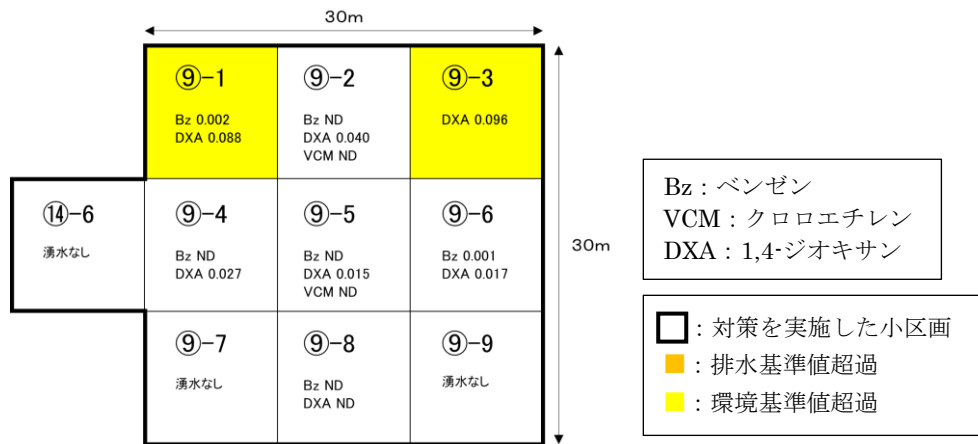 30m
⑨-1
Bz 0.002
DXA 0.088
⑨-2
Bz ND
DXA 0.040
VCM ND
⑨-3
DXA 0.096
⑭-6
湧水なし
⑨-4
Bz ND
DXA 0.027
⑨-5
Bz ND
DXA 0.015
VCM ND
⑨-6
Bz 0.001
DXA 0.017
⑨-7
湧水なし
⑨-8
Bz ND
DXA ND
⑨-9
湧水なし
30m
Bz：ベンゼン
VCM：クロロエチレン
DXA：1,4-ジオキサン
：対策を実施した小区画
：排水基準値超過
：環境基準値超過